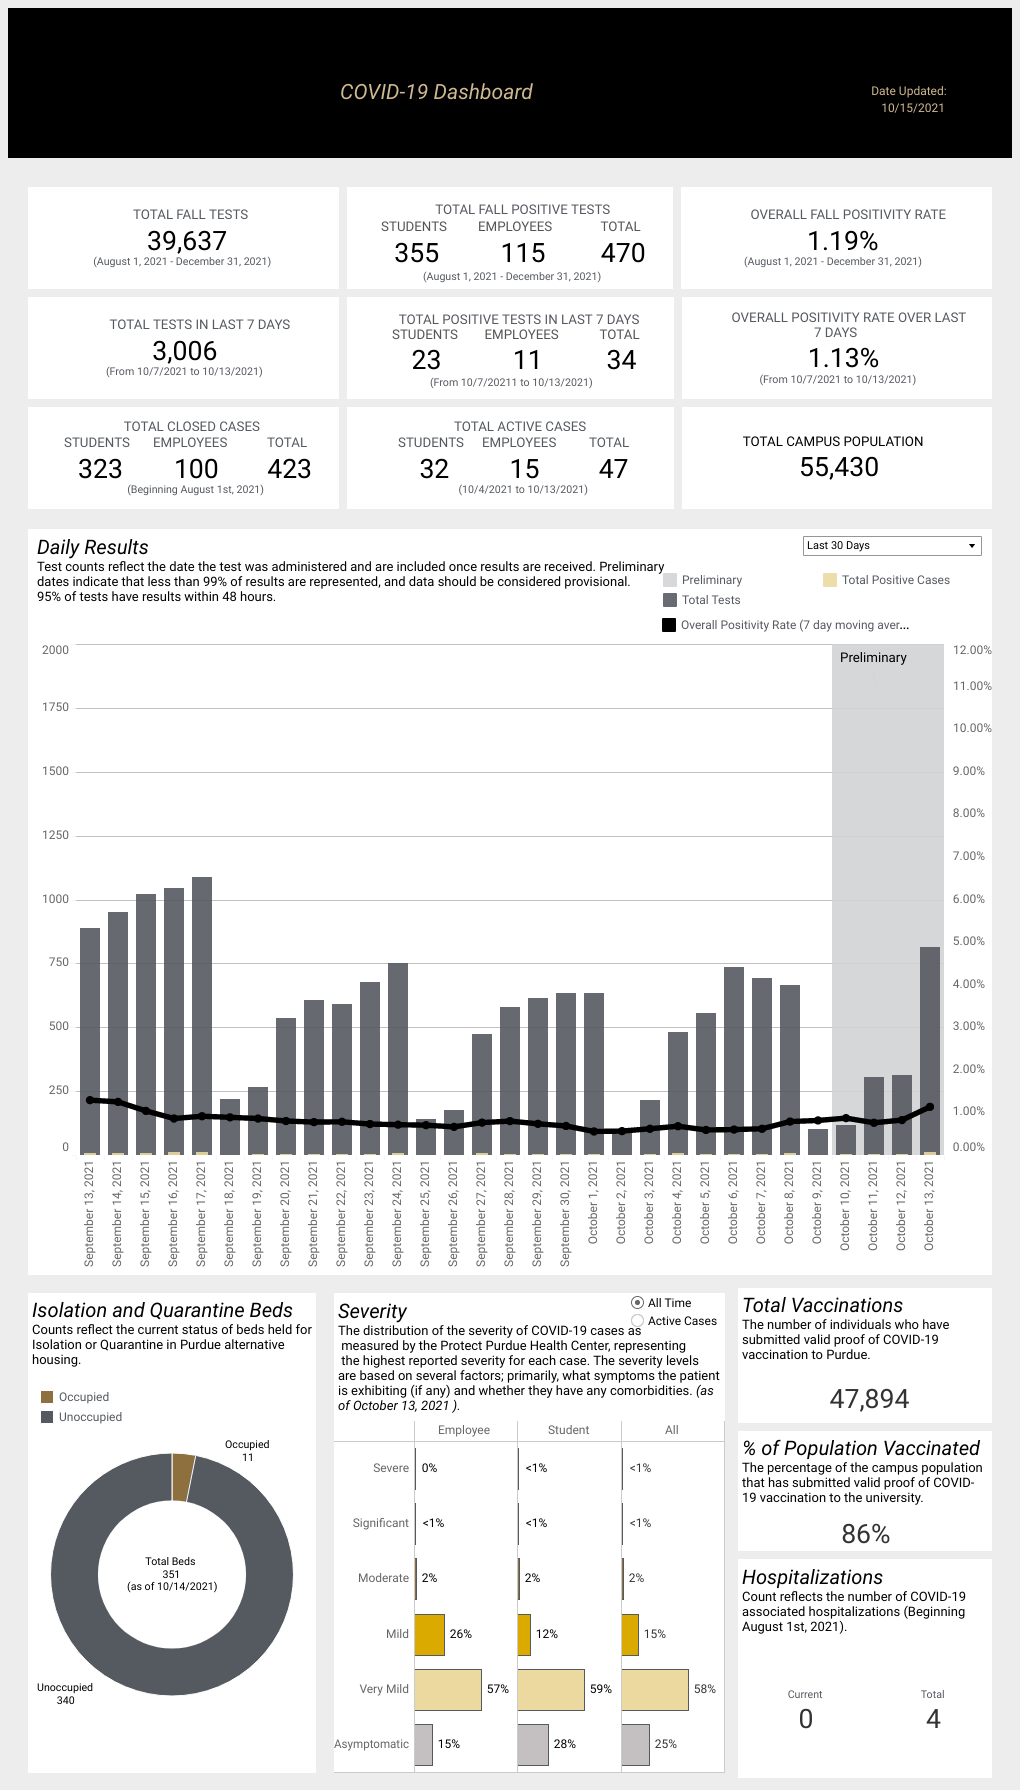 COVID-19 Dashboard
Date Updated:
10/15/2021
TOTAL FALL TESTS
39,637
(August 1, 2021 - December 31, 2021)
TOTAL FALL POSITIVE TESTS
STUDENTS EMPLOYEES TOTAL
355 115 470
(August 1, 2021 - December 31, 2021)
OVERALL FALL POSITIVITY RATE
1.19%
(August 1, 2021 - December 31, 2021)
TOTAL TESTS IN LAST 7 DAYS
3,006
(From 10/7/2021 to 10/13/2021)
TOTAL POSITIVE TESTS IN LAST 7 DAYS
STUDENTS EMPLOYEES TOTAL
23 11 34
(From 10/7/20211 to 10/13/2021)
OVERALL POSITIVITY RATE OVER LAST
7 DAYS
1.13%
(From 10/7/2021 to 10/13/2021)
TOTAL CLOSED CASES
STUDENTS EMPLOYEES TOTAL
323 100 423
(Beginning August 1st, 2021)
TOTAL ACTIVE CASES
STUDENTS EMPLOYEES TOTAL
32 15 47
(10/4/2021 to 10/13/2021)
TOTAL CAMPUS POPULATION
55,430
Daily Results
Test counts reflect the date the test was administered and are included once results are received. Preliminary
dates indicate that less than 99% of results are represented, and data should be considered provisional.
95% of tests have results within 48 hours.
Last 30 Days
Preliminary
Total Positive Cases
Total Tests
Overall Positivity Rate (7 day moving aver...
2000
1750
1500
1250
1000
750
500
250
0
Preliminary
12.00%
11.00%
10.00%
9.00%
8.00%
7.00%
6.00%
5.00%
4.00%
3.00%
2.00%
1.00%
0.00%
September 13, 2021
September 14, 2021
September 15, 2021
September 16, 2021
September 17, 2021
September 18, 2021
September 19, 2021
September 20, 2021
September 21, 2021
September 22, 2021
September 23, 2021
September 24, 2021
September 25, 2021
September 26, 2021
September 27, 2021
September 28, 2021
September 29, 2021
September 30, 2021
October 1, 2021
October 2, 2021
October 3, 2021
October 4, 2021
October 5, 2021
October 6, 2021
October 7, 2021
October 8, 2021
October 9, 2021
October 10, 2021
October 11, 2021
October 12, 2021
October 13, 2021
Isolation and Quarantine Beds
Counts reflect the current status of beds held for
Isolation or Quarantine in Purdue alternative
housing.
Occupied
Unoccupied
Occupied
11
Total Beds
351
(as of 10/14/2021)
Unoccupied
340
Severity
All Time
Active Cases
The distribution of the severity of COVID-19 cases as
measured by the Protect Purdue Health Center, representing
the highest reported severity for each case. The severity levels
are based on several factors; primarily, what symptoms the patient
is exhibiting (if any) and whether they have any comorbidities. (as
of October 13, 2021 ).
Employee Student All
Severe 0% <1% <1%
Significant <1% <1% <1%
Moderate 2% 2% 2%
Mild 26% 12% 15%
Very Mild 57% 59% 58%
Asymptomatic 15% 28% 25%
Total Vaccinations
The number of individuals who have
submitted valid proof of COVID-19
vaccination to Purdue.
47,894
% of Population Vaccinated
The percentage of the campus population
that has submitted valid proof of COVID-
19 vaccination to the university.
86%
Hospitalizations
Count reflects the number of COVID-19
associated hospitalizations (Beginning
August 1st, 2021).
Current Total
0 4